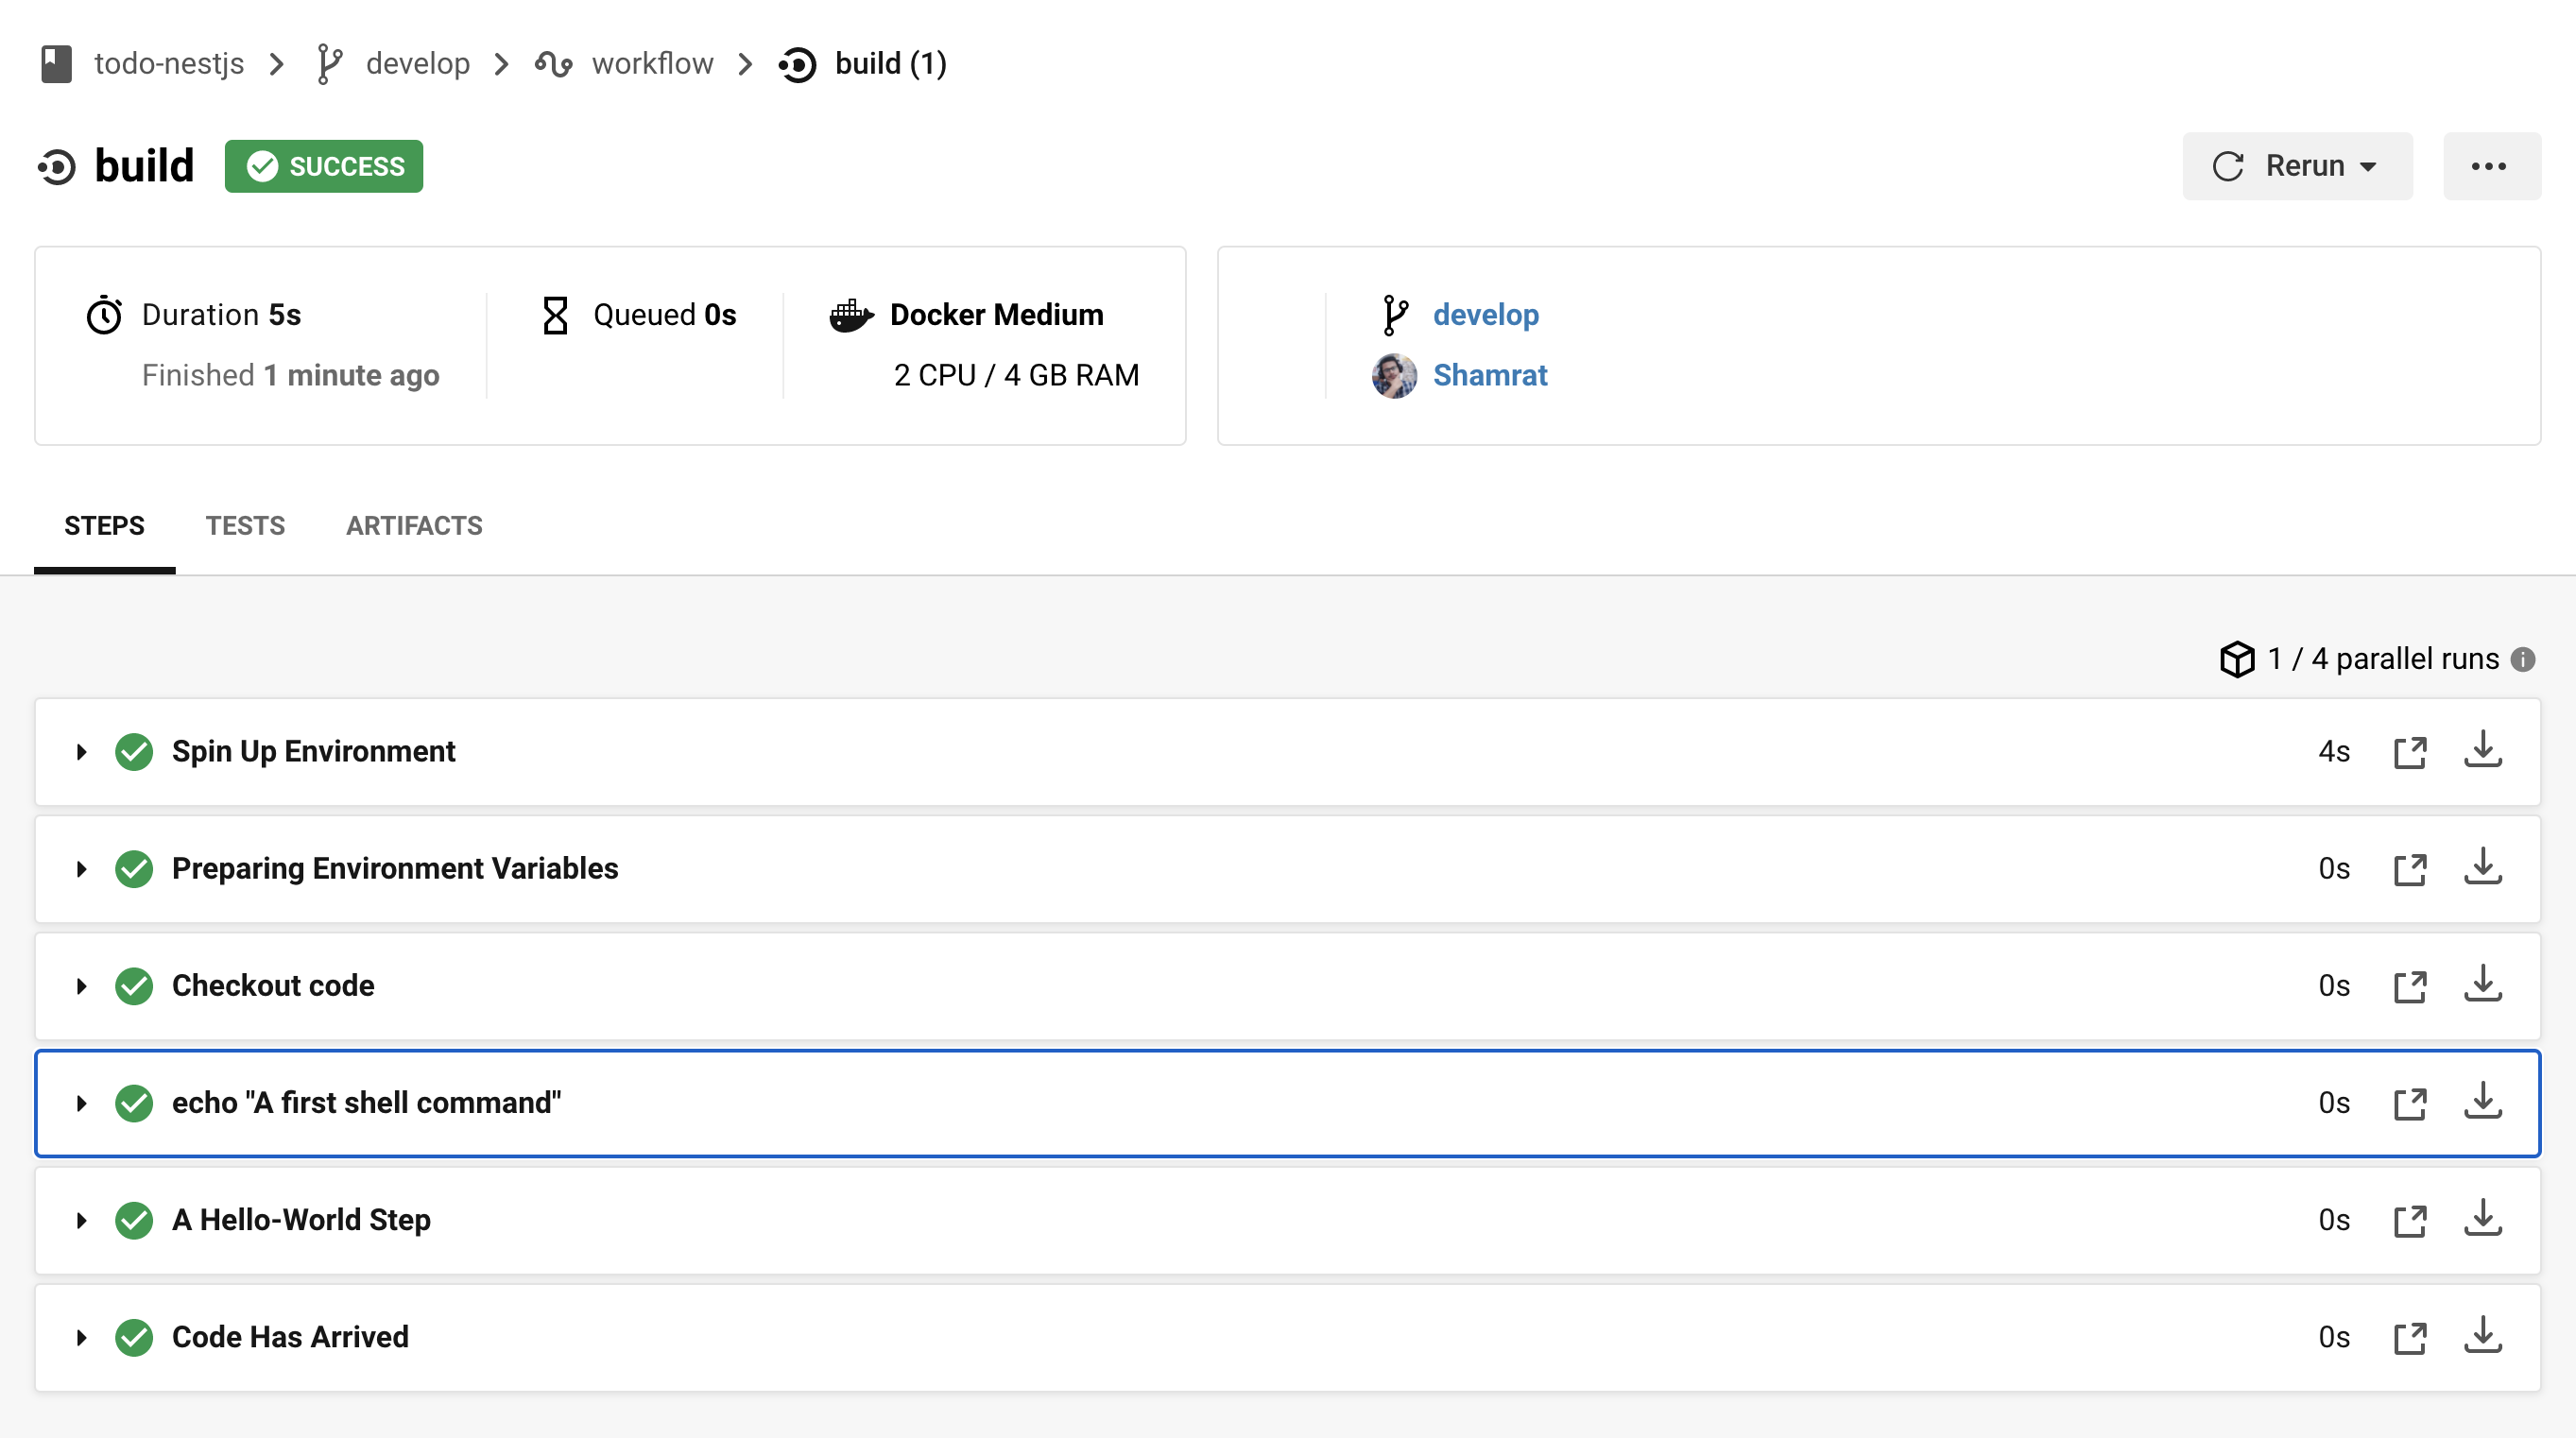 todo-nestjs > develop > workflow > build (1)
build SUCCESS Rerun
Duration 5s Queued 0s Docker Medium develop
Finished 1 minute ago 2 CPU / 4 GB RAM Shamrat
STEPS TESTS ARTIFACTS
1 / 4 parallel runs
Spin Up Environment 4s
Preparing Environment Variables 0s
Checkout code 0s
echo "A first shell command" 0s
A Hello-World Step 0s
Code Has Arrived 0s